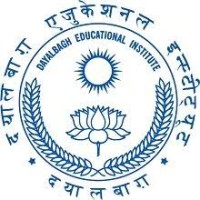 दयालबाग़ एजुकेशनल इन्स्टीट्यूट
DAYALBAGH EDUCATIONAL INSTITUTE
दयालबाग़